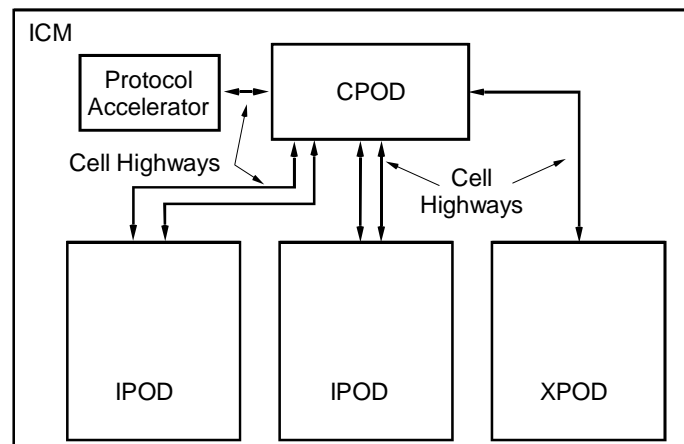 ICM
Protocol
Accelerator
CPOD
Cell Highways
Cell
Highways
IPOD
IPOD
XPOD